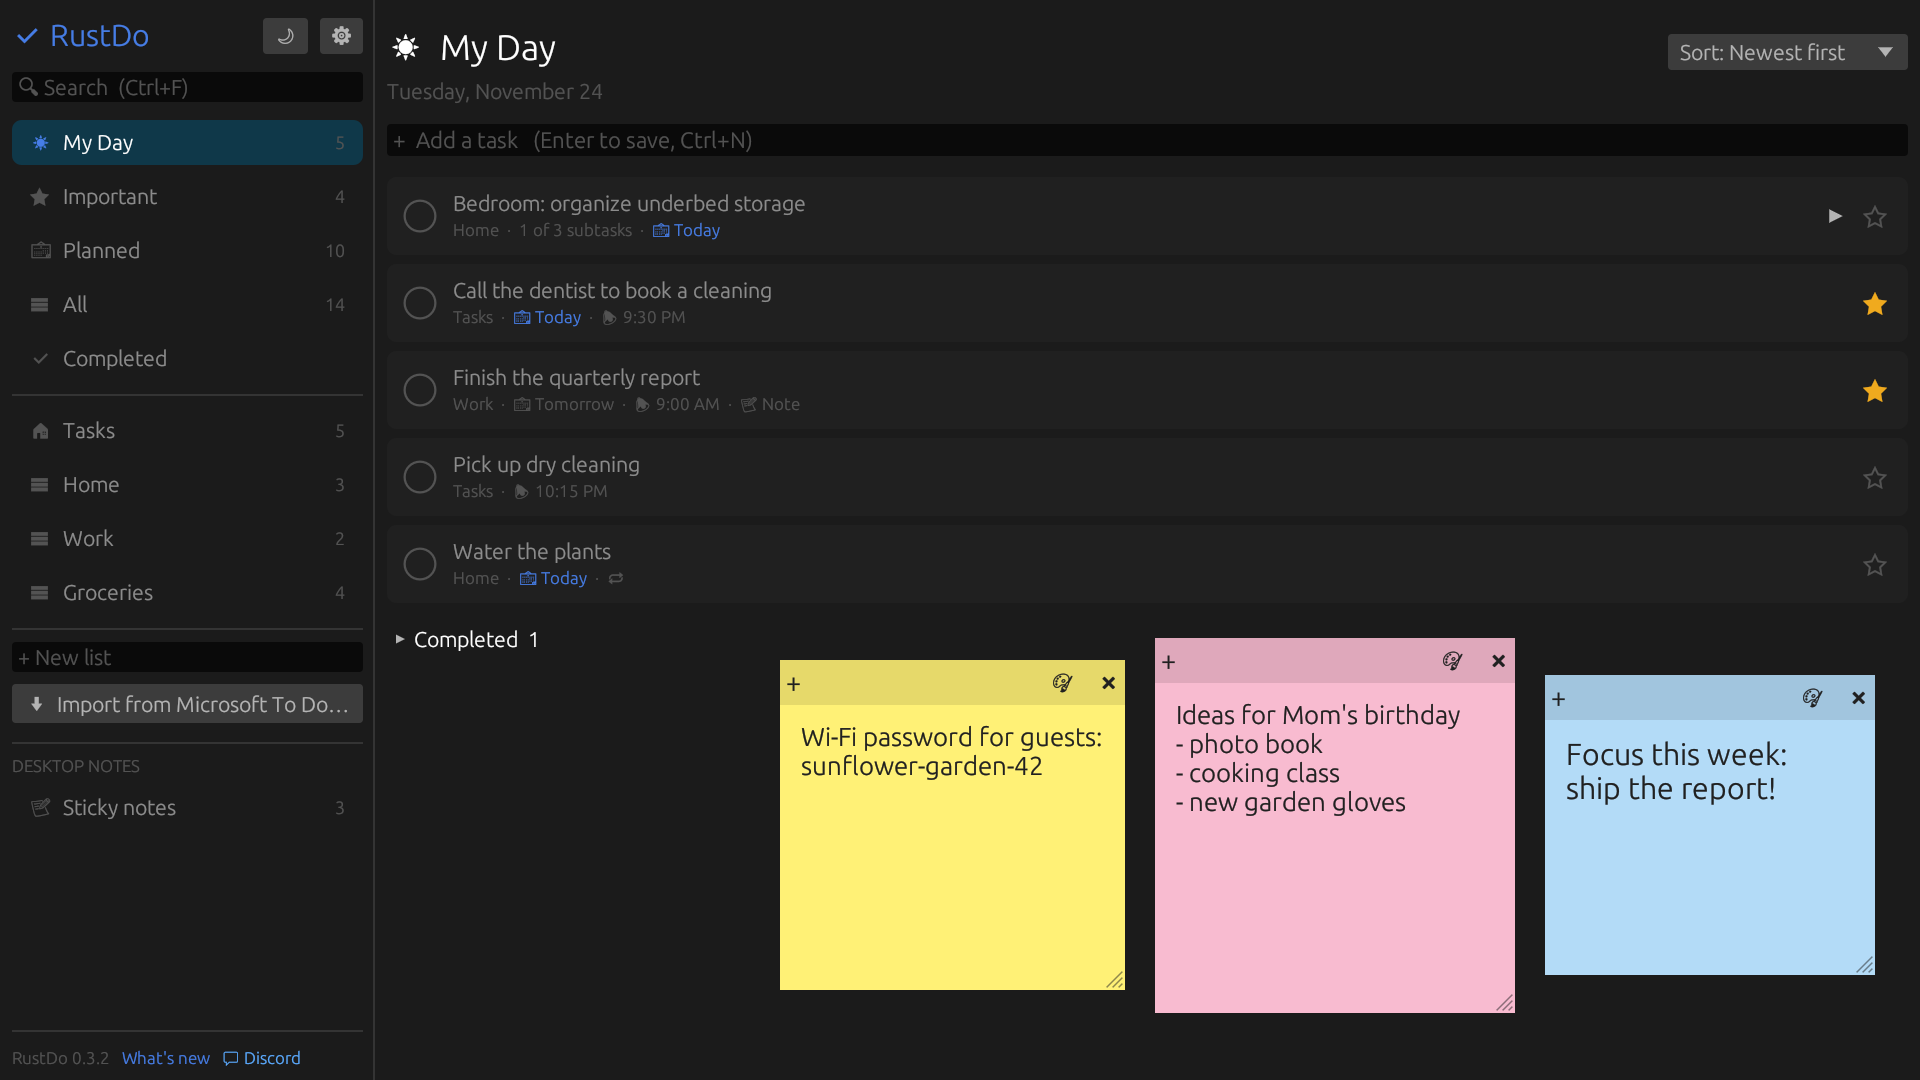 RustDo
Search (Ctrl+F)
My Day 5
Important 4
Planned 10
All 14
Completed
Tasks 5
Home 3
Work 2
Groceries 4
+ New list
Import from Microsoft To Do…
DESKTOP NOTES
Sticky notes 3
RustDo 0.3.2 What's new Discord
My Day
Sort: Newest first
Tuesday, November 24
+ Add a task (Enter to save, Ctrl+N)
Bedroom: organize underbed storage
Home · 1 of 3 subtasks · Today
Call the dentist to book a cleaning
Tasks · Today · 9:30 PM
Finish the quarterly report
Work · Tomorrow · 9:00 AM · Note
Pick up dry cleaning
Tasks · 10:15 PM
Water the plants
Home · Today ·
Completed 1
Wi-Fi password for guests:
sunflower-garden-42
Ideas for Mom's birthday
- photo book
- cooking class
- new garden gloves
Focus this week:
ship the report!